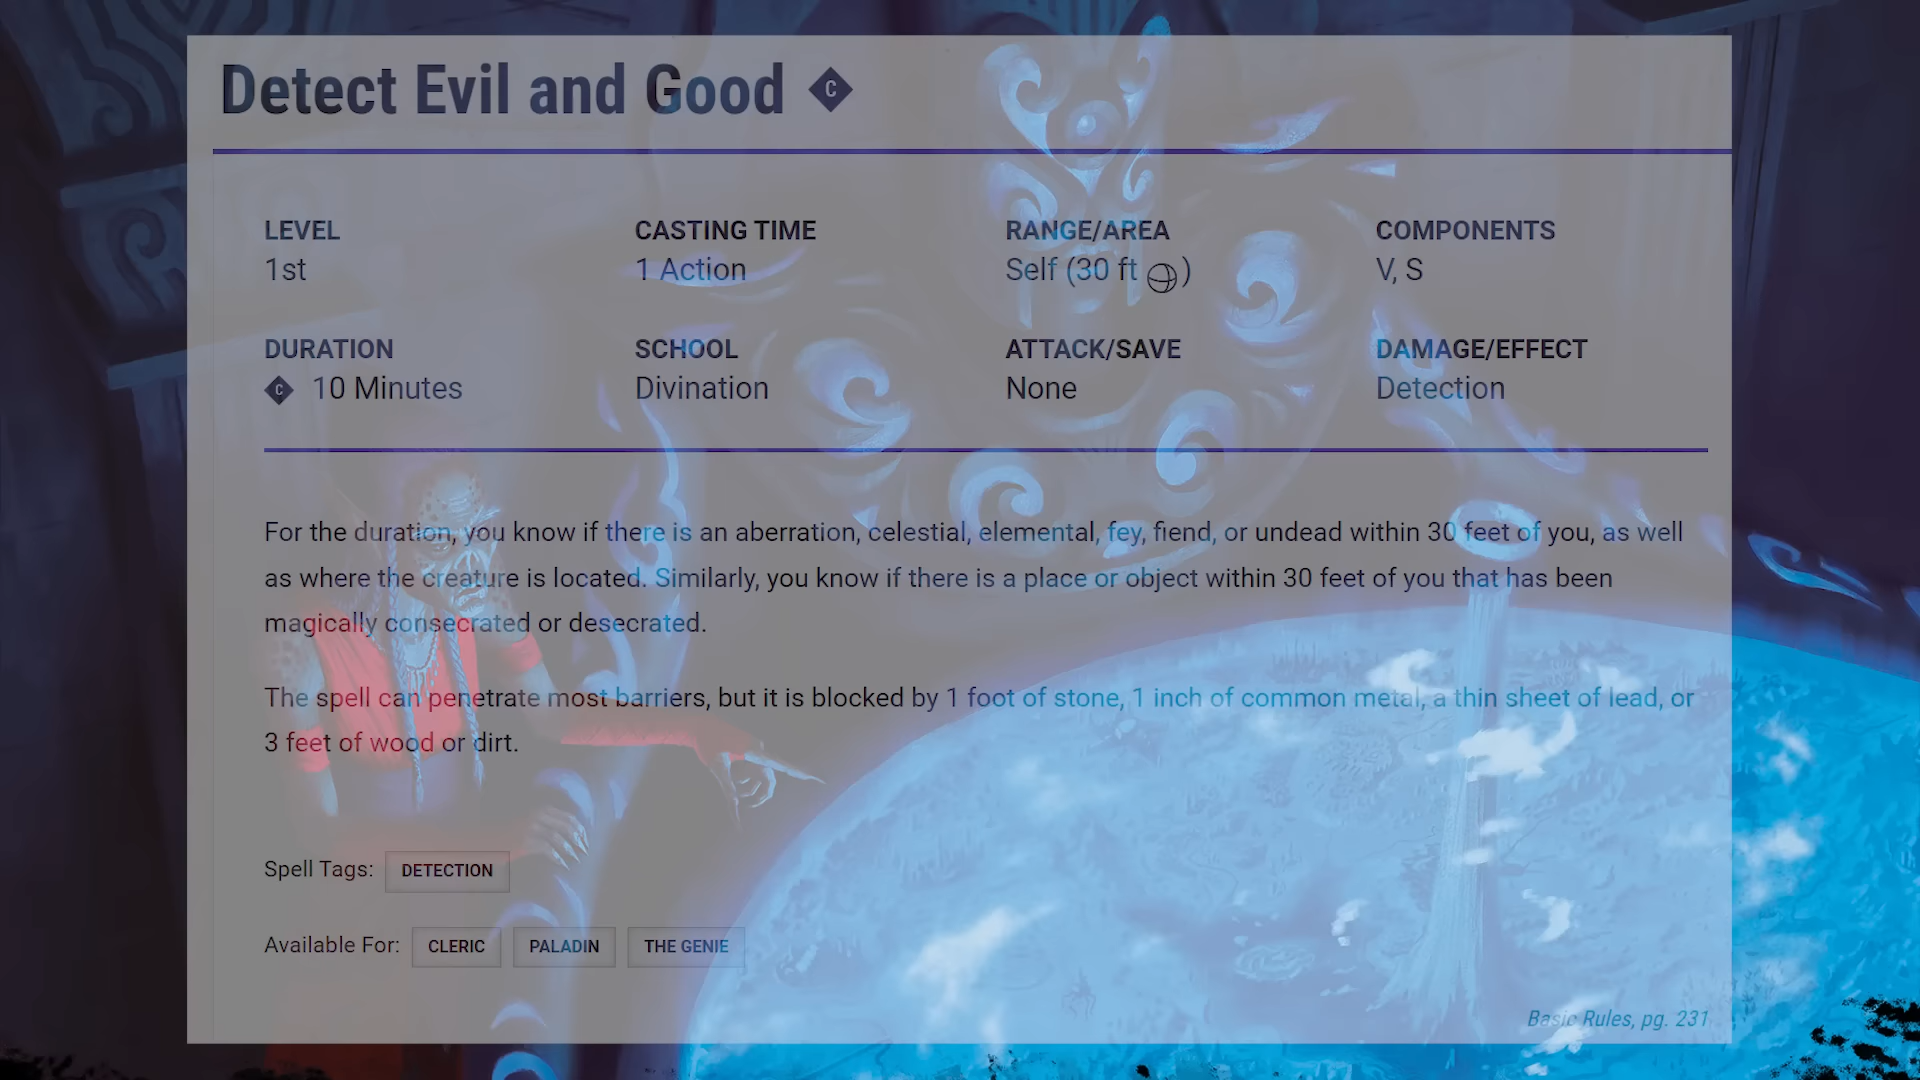 Detect Evil and Good C
LEVEL CASTING TIME RANGE/AREA COMPONENTS
1st 1 Action Self (30 ft ) V, S
DURATION SCHOOL ATTACK/SAVE DAMAGE/EFFECT
C 10 Minutes Divination None Detection
For the duration, you know if there is an aberration, celestial, elemental, fey, fiend, or undead within 30 feet of you, as well
as where the creature is located. Similarly, you know if there is a place or object within 30 feet of you that has been
magically consecrated or desecrated.
The spell can penetrate most barriers, but it is blocked by 1 foot of stone, 1 inch of common metal, a thin sheet of lead, or
3 feet of wood or dirt.
Spell Tags: DETECTION
Available For: CLERIC PALADIN THE GENIE
Basic Rules, pg. 231